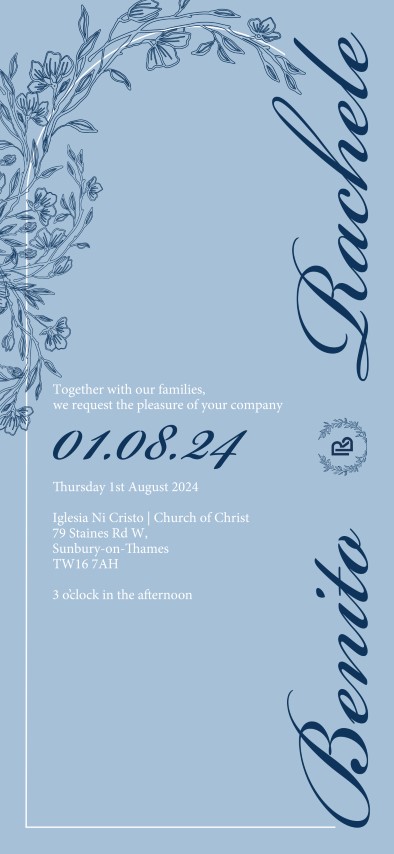 Together with our families,
we request the pleasure of your company
01.08.24
Thursday 1st August 2024
Iglesia Ni Cristo | Church of Christ
79 Staines Rd W,
Sunbury-on-Thames
TW16 7AH
3 o'clock in the afternoon
Benito
RB
Rachele